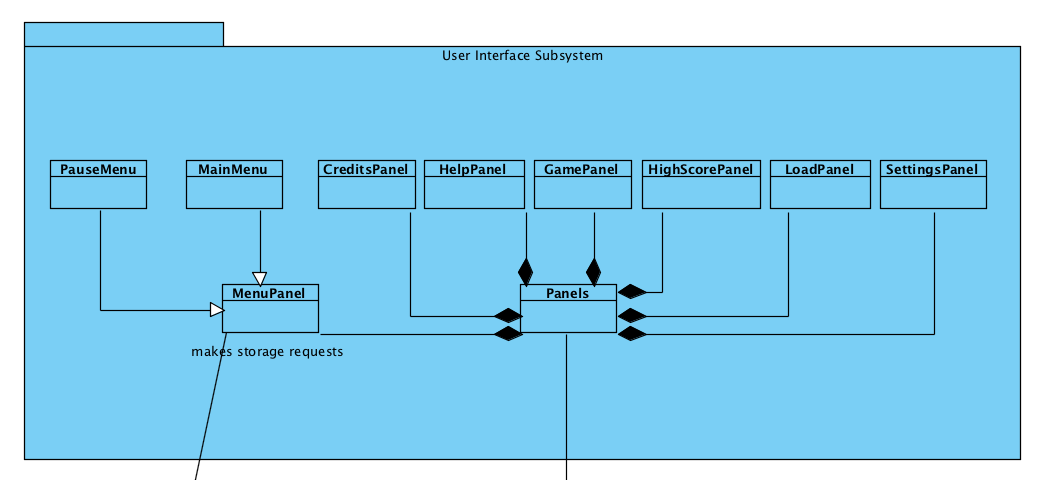 User Interface Subsystem
PauseMenu
MainMenu
CreditsPanel
HelpPanel
GamePanel
HighScorePanel
LoadPanel
SettingsPanel
MenuPanel
Panels
makes storage requests